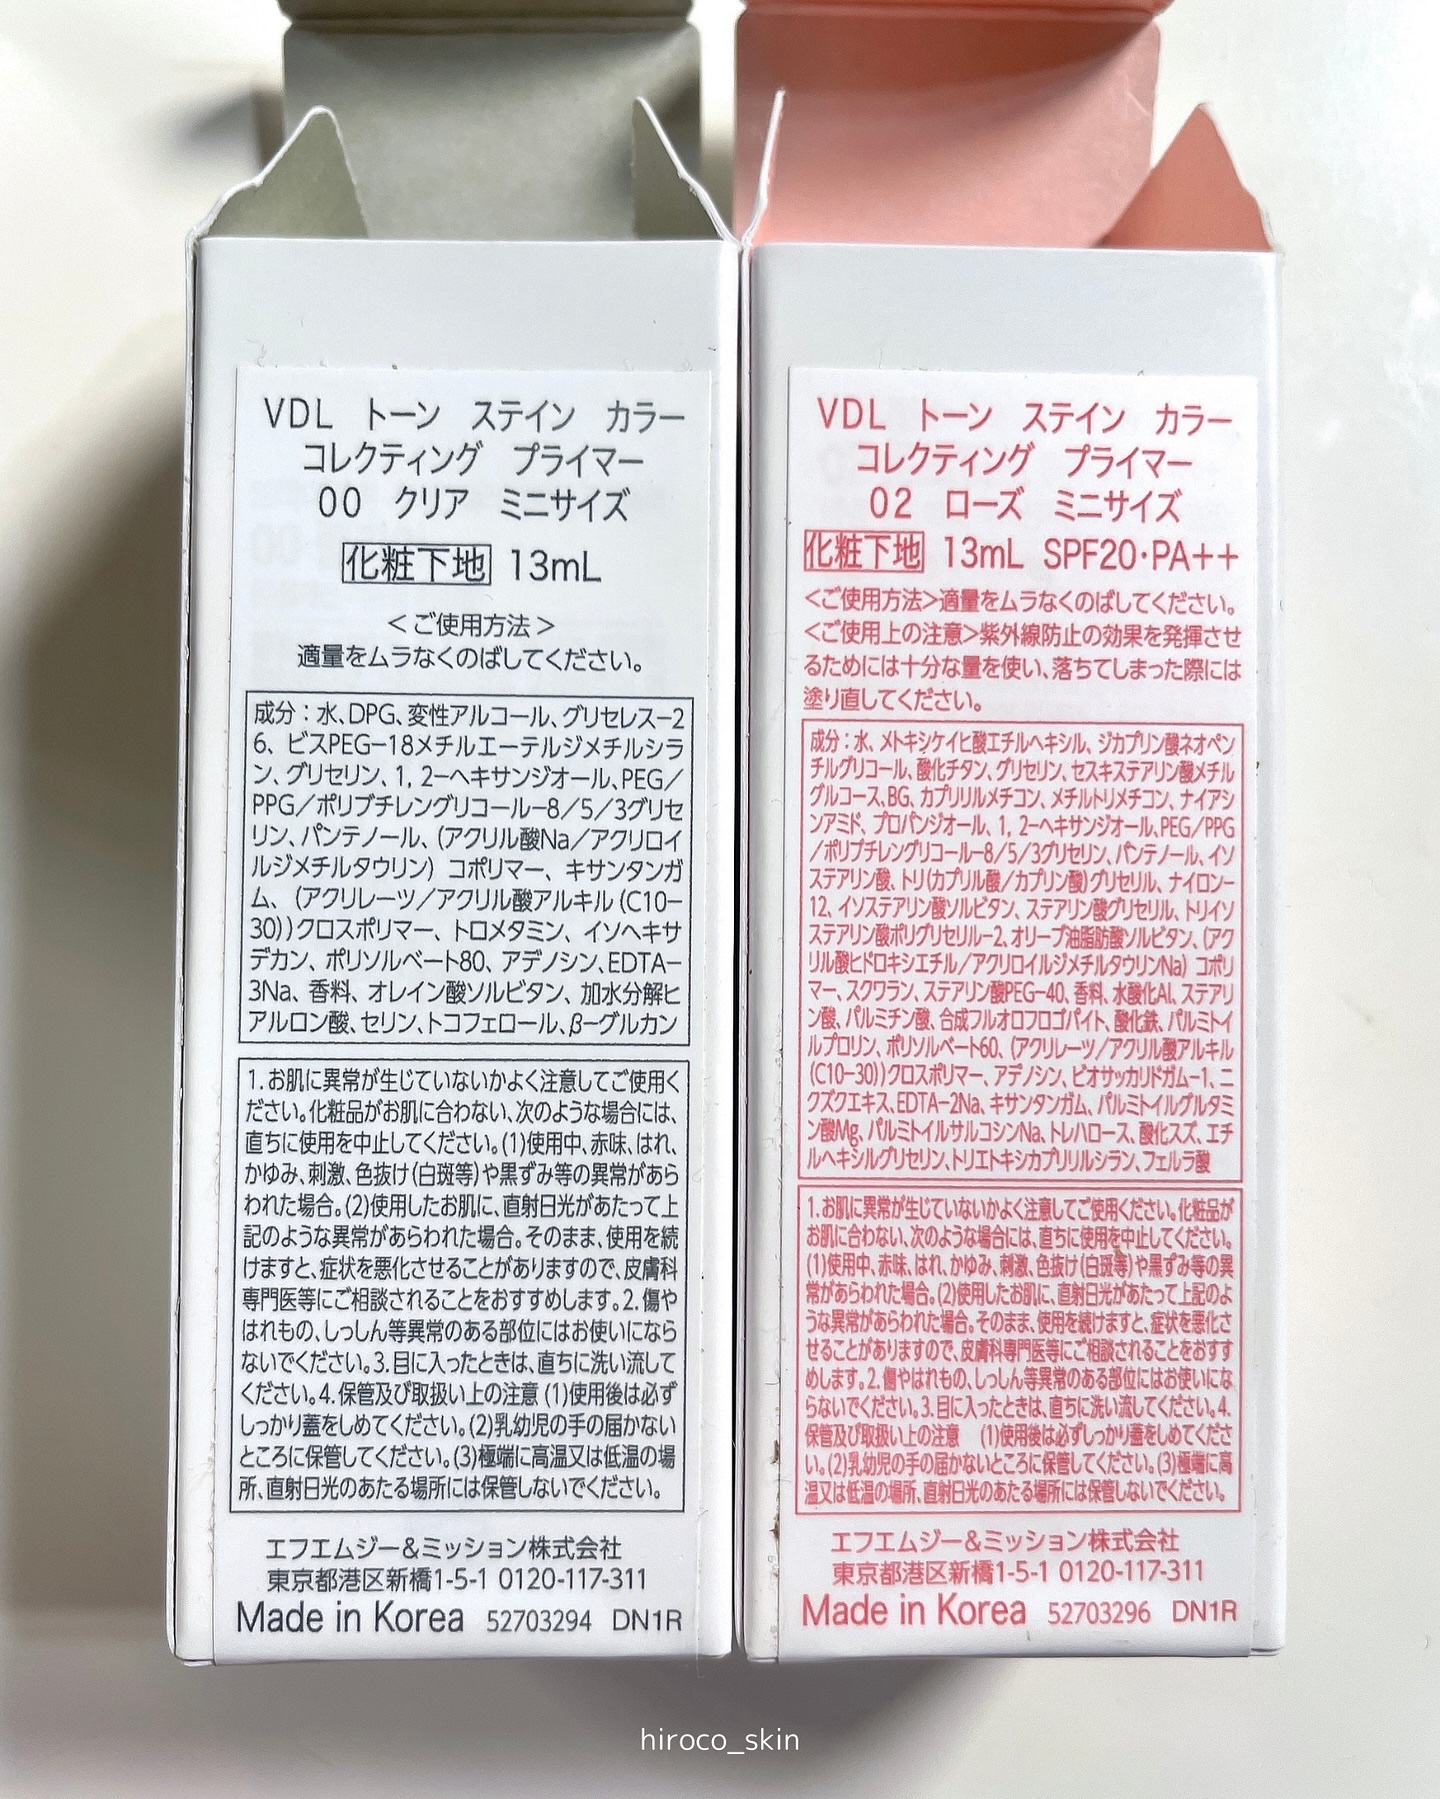 VDL トーン ステイン カラー
コレクティング プライマー
00 クリア ミニサイズ
化粧下地 13mL
<ご使用方法>
適量をムラなくのばしてください。
成分:水、DPG、変性アルコール、グリセレス−2
6、ビスPEG−18メチルエーテルジメチルシラ
ン、グリセリン、1, 2−ヘキサンジオール、PEG/
PPG/ポリブチレングリコール−8/5/3グリセ
リン、パンテノール、(アクリル酸Na/アクリロイ
ルジメチルタウリン) コポリマー、キサンタンガ
ム、(アクリレーツ/アクリル酸アルキル(C10−
30))クロスポリマー、トロメタミン、イソヘキサ
デカン、ポリソルベート80、アデノシン、EDTA−
3Na、香料、オレイン酸ソルビタン、加水分解ヒ
アルロン酸、セリン、トコフェロール、β−グルカン
1.お肌に異常が生じていないかよく注意してご使用く
ださい。化粧品がお肌に合わない、次のような場合には、
直ちに使用を中止してください。(1)使用中、赤味、はれ、
かゆみ、刺激、色抜け(白斑等)や黒ずみ等の異常があら
われた場合。(2)使用したお肌に、直射日光があたって上
記のような異常があらわれた場合。そのまま、使用を続
けますと、症状を悪化させることがありますので、皮膚科
専門医等にご相談されることをおすすめします。2.傷や
はれもの、しっしん等異常のある部位にはお使いになら
ないでください。3.目に入ったときは、直ちに洗い流して
ください。4.保管及び取扱い上の注意 (1)使用後は必ず
しっかり蓋をしめてください。(2)乳幼児の手の届かない
ところに保管してください。(3)極端に高温又は低温の場
所、直射日光のあたる場所には保管しないでください。
エフエムジー&ミッション株式会社
東京都港区新橋1-5-1 0120-117-311
Made in Korea 52703294 DN1R
VDL トーン ステイン カラー
コレクティング プライマー
02 ローズ ミニサイズ
化粧下地 13mL SPF20・PA++
<ご使用方法>適量をムラなくのばしてください。
<ご使用上の注意>紫外線防止の効果を発揮させ
るためには十分な量を使い、落ちてしまった際には
塗り直してください。
成分:水、メトキシケイヒ酸エチルヘキシル、ジカプリン酸ネオペン
チルグリコール、酸化チタン、グリセリン、セスキステアリン酸メチル
グルコース、BG、カプリリルメチコン、メチルトリメチコン、ナイアシ
ンアミド、プロパンジオール、1, 2−ヘキサンジオール、PEG/PPG
/ポリブチレングリコール−8/5/3グリセリン、パンテノール、イソ
ステアリン酸、トリ(カプリル酸/カプリン酸)グリセリル、ナイロン−
12、イソステアリン酸ソルビタン、ステアリン酸グリセリル、トリイソ
ステアリン酸ポリグリセリル−2、オリーブ油脂肪酸ソルビタン、(アク
リル酸ヒドロキシエチル/アクリロイルジメチルタウリンNa) コポリ
マー、スクワラン、ステアリン酸PEG−40、香料、水酸化Al、ステアリ
ン酸、パルミチン酸、合成フルオロフロゴパイト、酸化鉄、パルミトイ
ルプロリン、ポリソルベート60、(アクリレーツ/アクリル酸アルキル
(C10−30))クロスポリマー、アデノシン、ビオサッカリドガム−1、ニ
クズクエキス、EDTA−2Na、キサンタンガム、パルミトイルグルタミ
ン酸Mg、パルミトイルサルコシンNa、トレハロース、酸化スズ、エチ
ルヘキシルグリセリン、トリエトキシカプリリルシラン、フェルラ酸
1.お肌に異常が生じていないかよく注意してご使用ください。化粧品が
お肌に合わない、次のような場合には、直ちに使用を中止してください。
(1)使用中、赤味、はれ、かゆみ、刺激、色抜け(白斑等)や黒ずみ等の異
常があらわれた場合。(2)使用したお肌に、直射日光があたって上記のよ
うな異常があらわれた場合。そのまま、使用を続けますと、症状を悪化さ
せることがありますので、皮膚科専門医等にご相談されることをおすす
めします。2.傷やはれもの、しっしん等異常のある部位にはお使いにな
らないでください。3.目に入ったときは、直ちに洗い流してください。4.
保管及び取扱い上の注意 (1)使用後は必ずしっかり蓋をしめてくださ
い。(2)乳幼児の手の届かないところに保管してください。(3)極端に高
温又は低温の場所、直射日光のあたる場所には保管しないでください。
エフエムジー&ミッション株式会社
東京都港区新橋1-5-1 0120-117-311
Made in Korea 52703296 DN1R
hiroco_skin